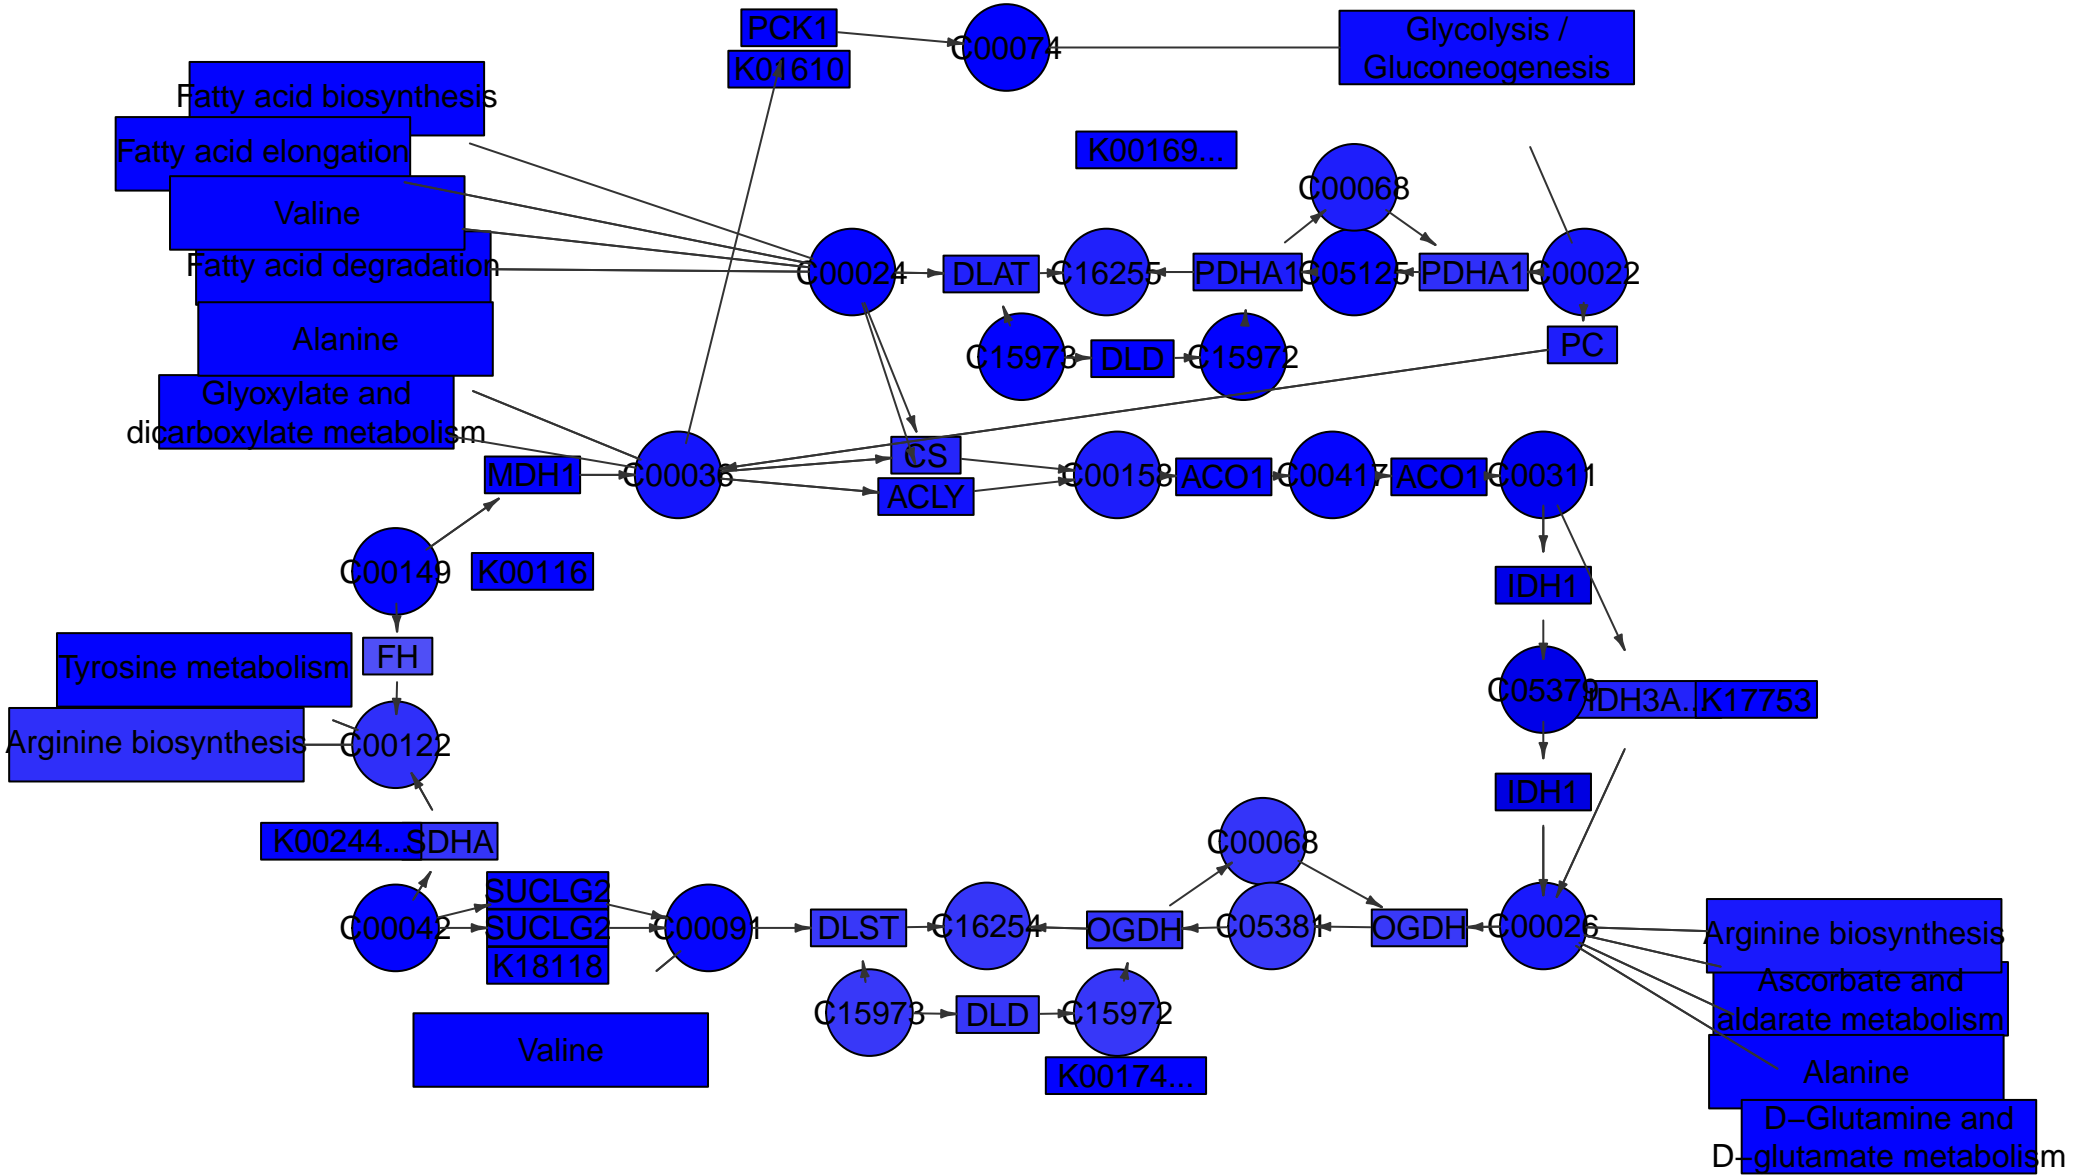 PCK1
C00074
Glycolysis /
Gluconeogenesis
K01610
Fatty acid biosynthesis
Fatty acid elongation
K00169...
C00068
Valine
Fatty acid degradation
C00024
DLAT
C16255
PDHA1
C05125
PDHA1
C00022
Alanine
C15973
DLD
C15972
PC
Glyoxylate and
dicarboxylate metabolism
MDH1
C00036
CS
ACLY
C00158
ACO1
C00417
ACO1
C00311
C00149
K00116
IDH1
FH
Tyrosine metabolism
C05379
IDH3A...
K17753
Arginine biosynthesis
C00122
IDH1
K00244...
SDHA
C00068
SUCLG2
C00042
SUCLG2
C00091
DLST
C16254
OGDH
C05381
OGDH
C00026
Arginine biosynthesis
K18118
Ascorbate and
aldarate metabolism
C15973
DLD
C15972
Valine
K00174...
Alanine
D−Glutamine and
D−glutamate metabolism